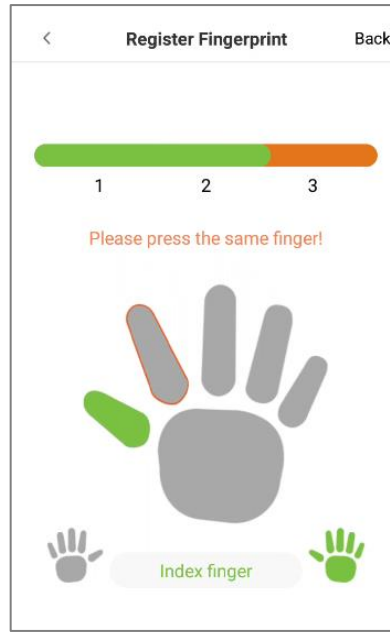 Register Fingerprint Back
1 2 3
Please press the same finger!
Index finger